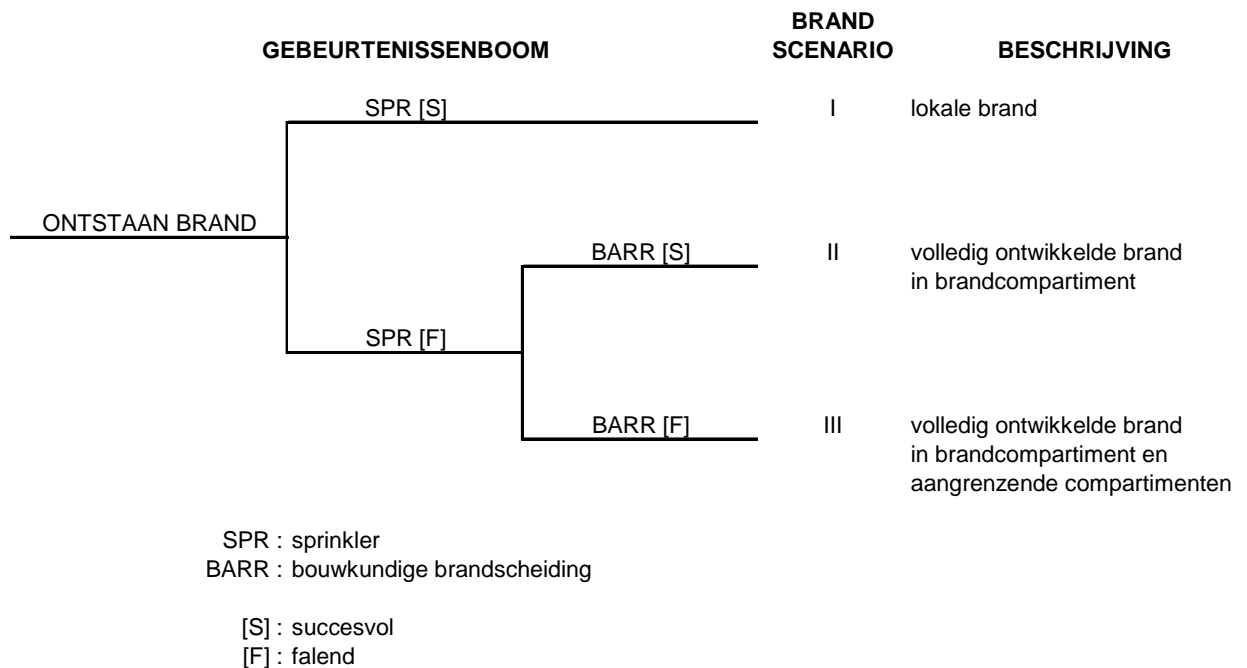 BRAND
GEBEURTENISSENBOOM SCENARIO BESCHRIJVING
SPR [S] I lokale brand
ONTSTAAN BRAND
BARR [S] II volledig ontwikkelde brand
in brandcompartiment
SPR [F]
BARR [F] III volledig ontwikkelde brand
in brandcompartiment en
aangrenzende compartimenten
SPR : sprinkler
BARR : bouwkundige brandscheiding
[S] : succesvol
[F] : falend